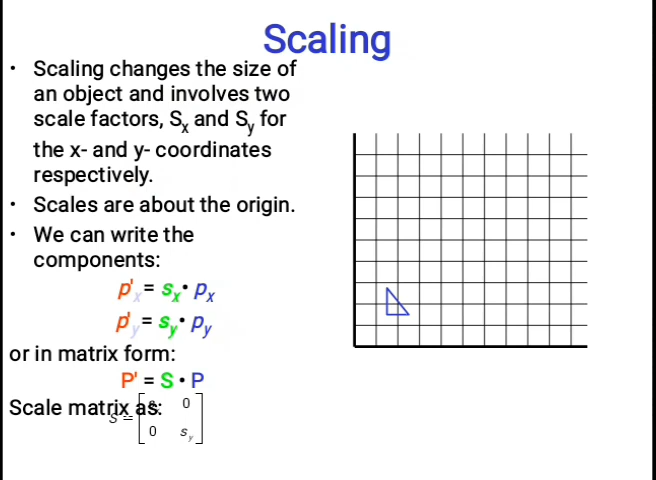 Scaling
• Scaling changes the size of
an object and involves two
scale factors, Sx and Sy for
the x- and y- coordinates
respectively.
• Scales are about the origin.
• We can write the
components:
p'x = sx • px
p'y = sy • py
or in matrix form:
P' = S • P
Scale matrix as:
S = [ 0
0 sy ]